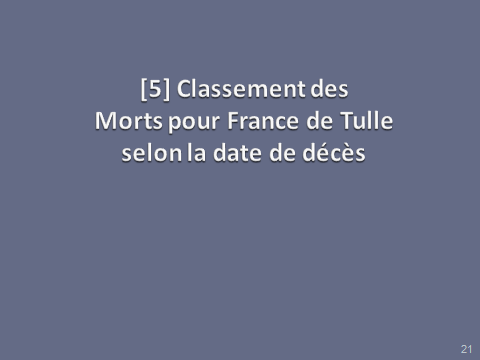 [5] Classement des
Morts pour France de Tulle
selon la date de décès
21